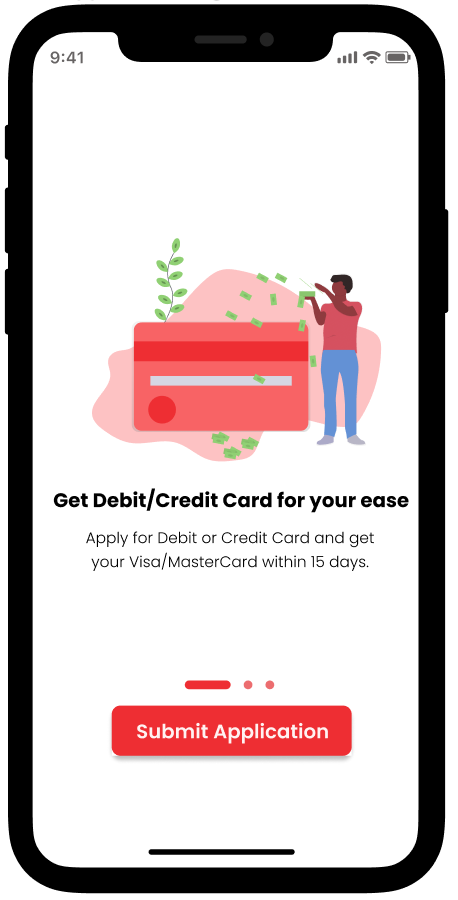 9:41
Get Debit/Credit Card for your ease
Apply for Debit or Credit Card and get
your Visa/MasterCard within 15 days.
Submit Application